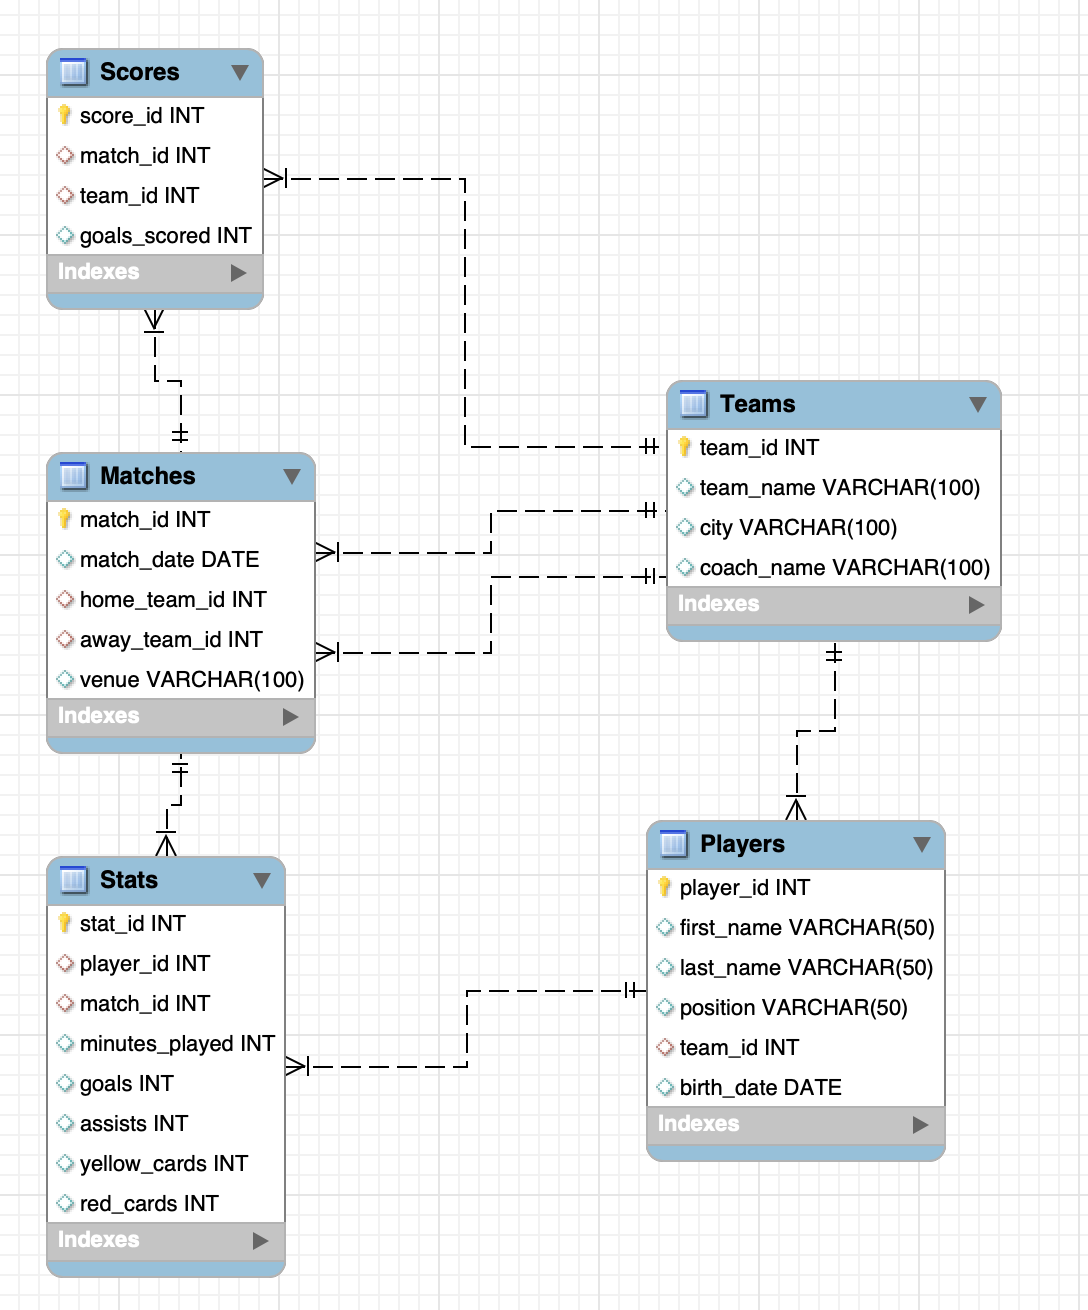 Scores
score_id INT
match_id INT
team_id INT
goals_scored INT
Indexes
Matches
match_id INT
match_date DATE
home_team_id INT
away_team_id INT
venue VARCHAR(100)
Indexes
Stats
stat_id INT
player_id INT
match_id INT
minutes_played INT
goals INT
assists INT
yellow_cards INT
red_cards INT
Indexes
Teams
team_id INT
team_name VARCHAR(100)
city VARCHAR(100)
coach_name VARCHAR(100)
Indexes
Players
player_id INT
first_name VARCHAR(50)
last_name VARCHAR(50)
position VARCHAR(50)
team_id INT
birth_date DATE
Indexes